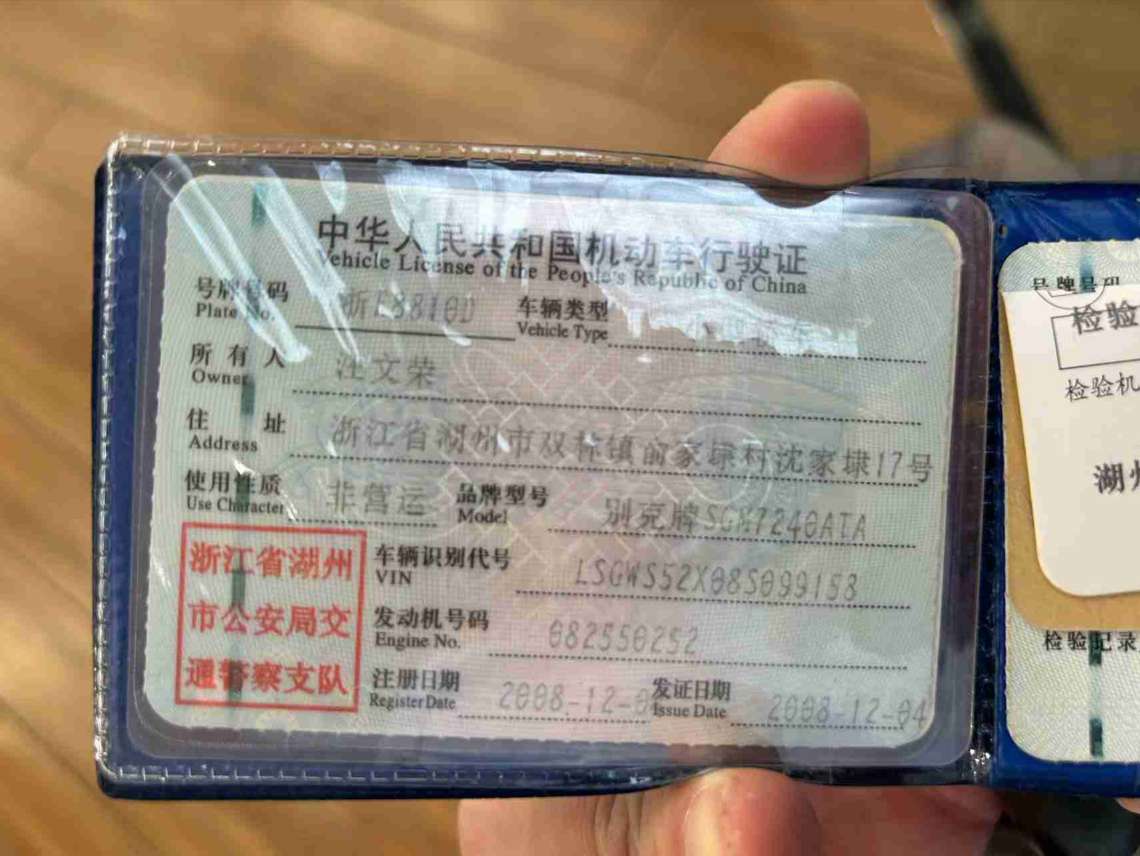 中华人民共和国机动车行驶证
Vehicle License of the People's Republic of China
号牌号码 浙E8810D 车辆类型
Plate No. Vehicle Type
所有人 汪文荣
Owner
住址 浙江省湖州市双林镇俞家埭村沈家埭17号
Address
使用性质 非营运 品牌型号 别克牌SGM7240ATA
Use Character Model
浙江省湖州
市公安局交
通警察支队
车辆识别代号 LSGWS52X08S099158
VIN
发动机号码 082550252
Engine No.
注册日期 2008-12-0 发证日期 2008-12-04
Register Date Issue Date
号牌号码
检验
检验机
湖州
检验记录